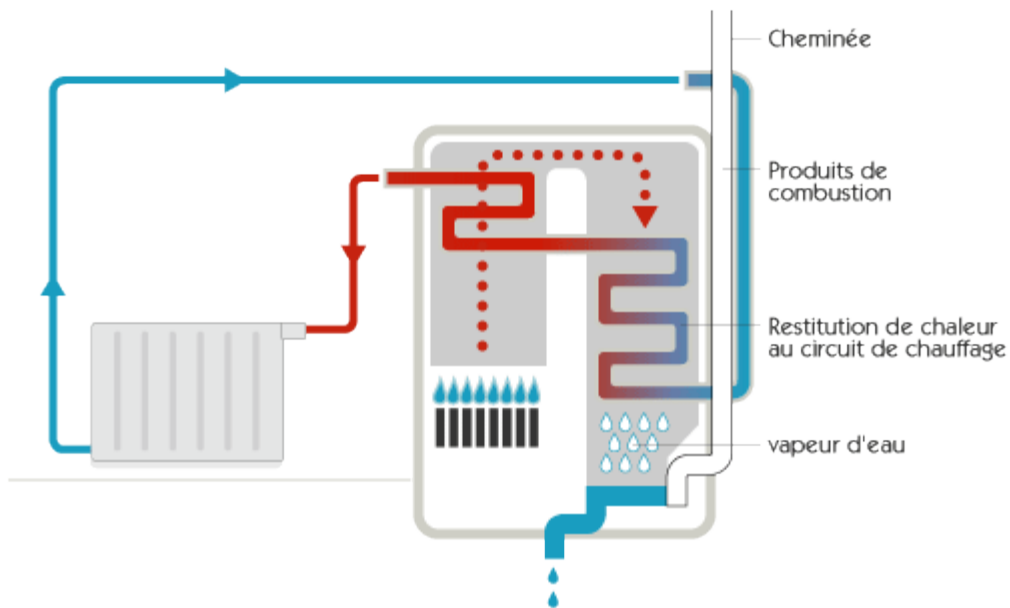 Cheminée
Produits de
combustion
Restitution de chaleur
au circuit de chauffage
vapeur d'eau